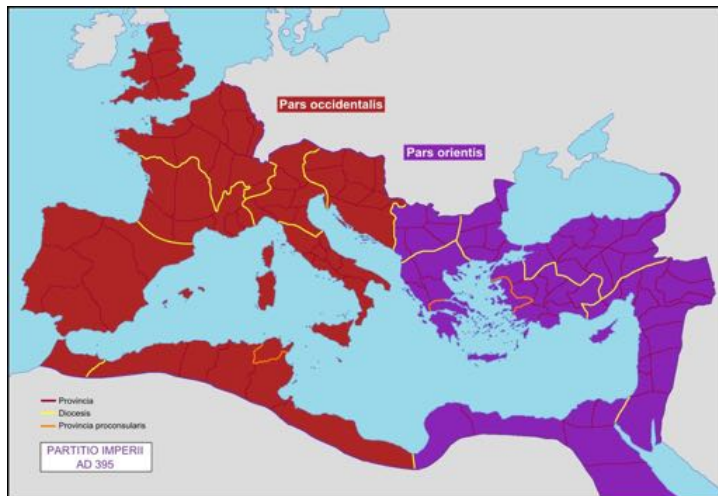 Pars occidentalis
Pars orientis
Provincia
Diocesis
Provincia proconsularis
PARTITIO IMPERII
AD 395